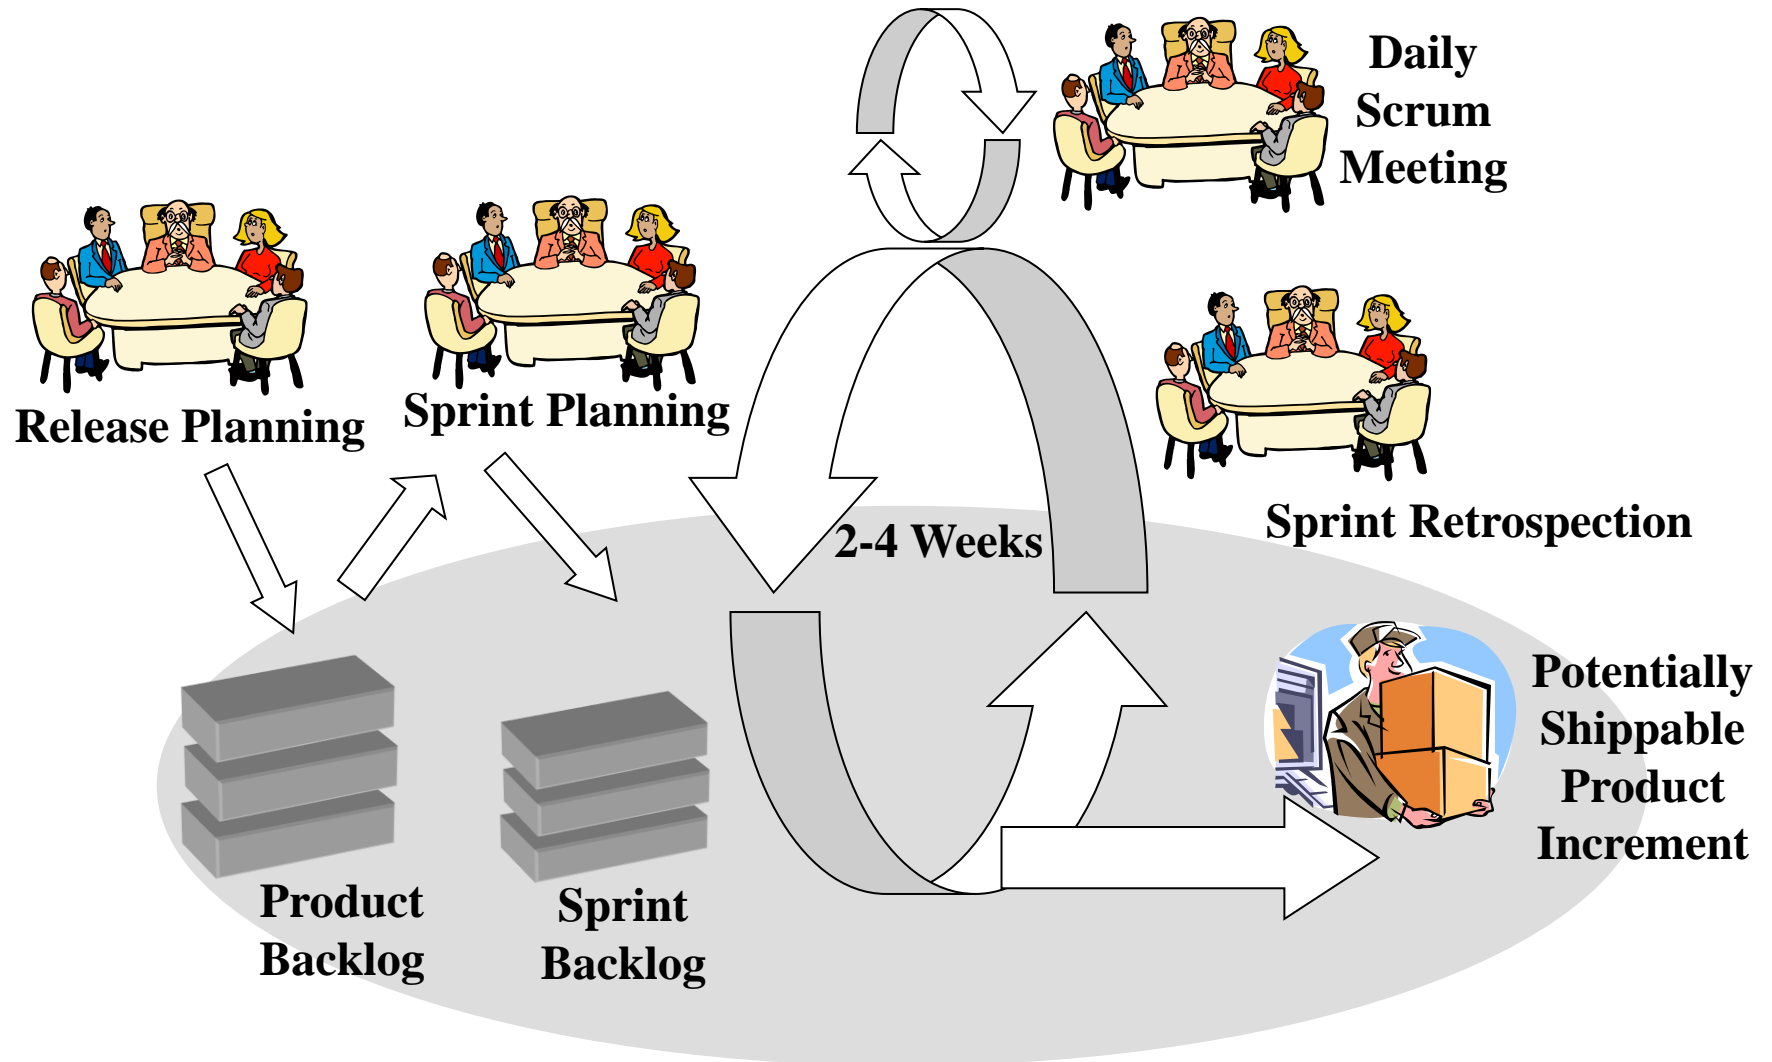 Daily
Scrum
Meeting
Release Planning
Sprint Planning
2-4 Weeks
Sprint Retrospection
Potentially
Shippable
Product
Increment
Product
Backlog
Sprint
Backlog